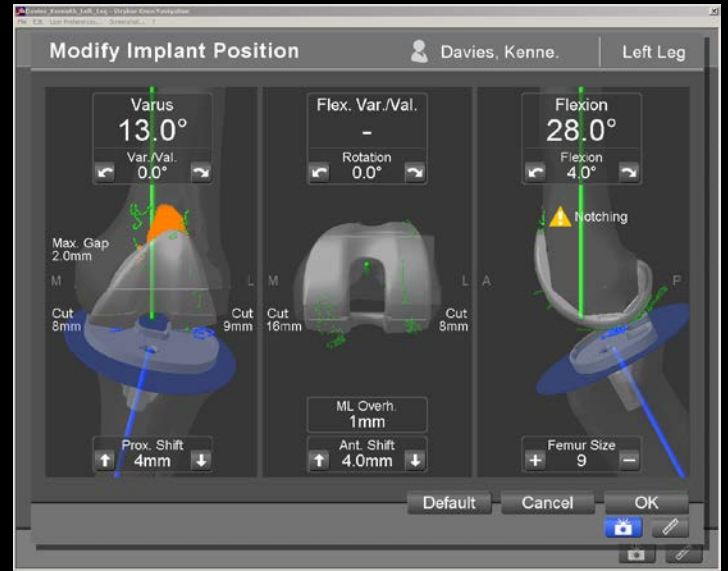 Modify Implant Position
Davies, Kenne.
Left Leg
Varus
13.0°
Var./Val.
0.0°
Max. Gap
2.0mm
M
L
Cut
8mm
Cut
9mm
Prox. Shift
4mm
Flex. Var./Val.
-
Rotation
0.0°
M
L
Cut
16mm
Cut
8mm
ML Overh.
1mm
Ant. Shift
4.0mm
Flexion
28.0°
Flexion
4.0°
Notching
A
P
Femur Size
+ 9 −
Default
Cancel
OK